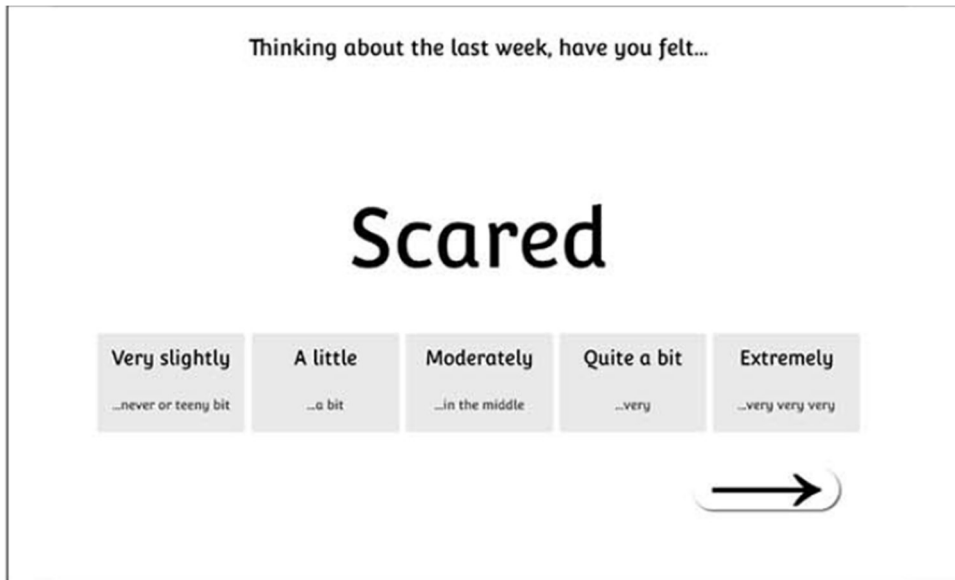 Thinking about the last week, have you felt...
Scared
Very slightly A little Moderately Quite a bit Extremely
...never or teeny bit ...a bit ...in the middle ...very ...very very very